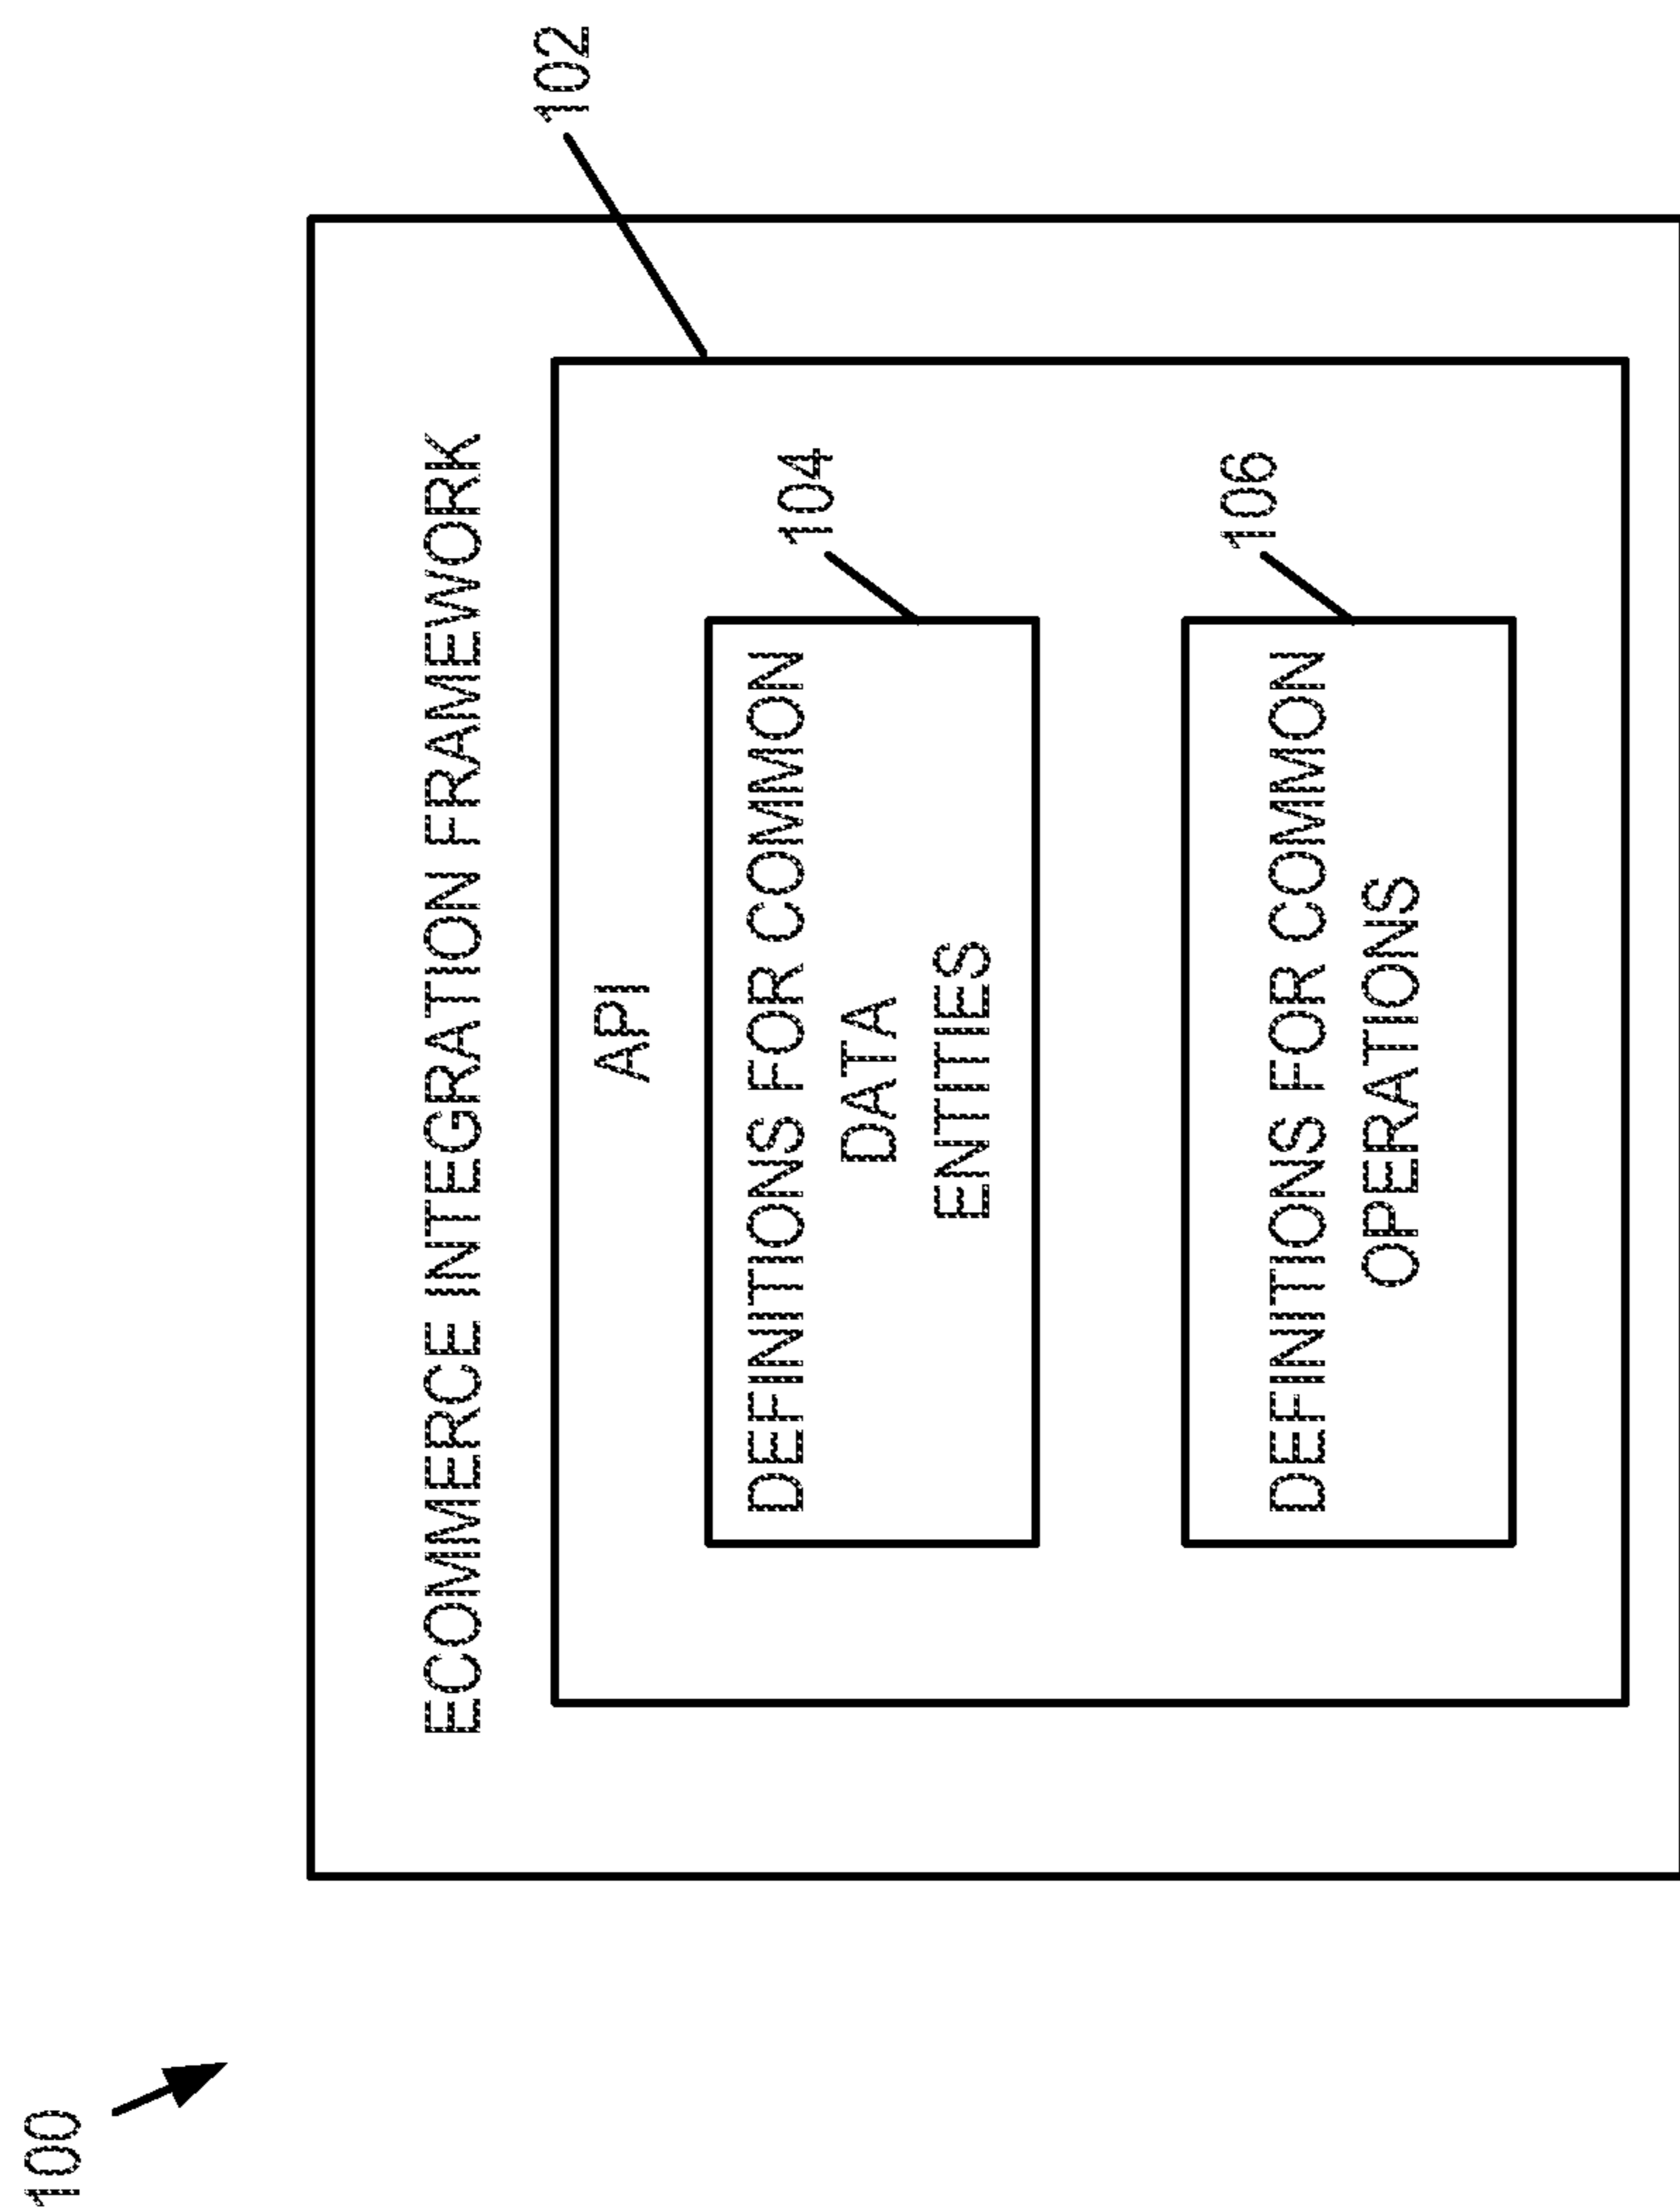 100
ECOMMERCE INTEGRATION FRAMEWORK
102
API
104
DEFINITIONS FOR COMMON
DATA
ENTITIES
106
DEFINITIONS FOR COMMON
OPERATIONS